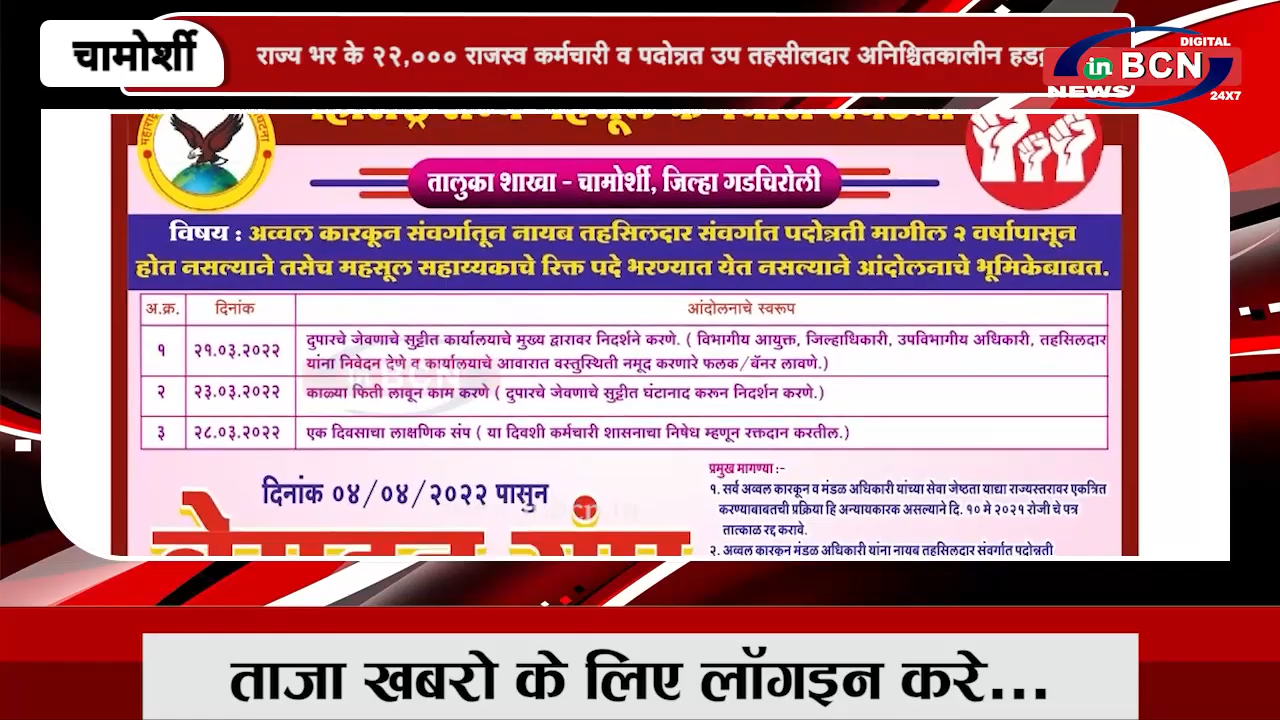 चामोर्शी
राज्य भर के २२,००० राजस्व कर्मचारी व पदोन्नत उप तहसीलदार अनिश्चितकालीन
DIGITAL
in BCN
NEWS
24X7
तालुका शाखा - चामोर्शी, जिल्हा गडचिरोली
विषय : अव्वल कारकून संवर्गातून नायब तहसिलदार संवर्गात पदोन्नती मागील २ वर्षापासून
होत नसल्याने तसेच महसूल सहाय्यकाचे रिक्त पदे भरण्यात येत नसल्याने आंदोलनाचे भूमिकेबाबत.
अ.क्र. दिनांक आंदोलनाचे स्वरूप
१ २१.०३.२०२२ दुपारचे जेवणाचे सुट्टीत कार्यालयाचे मुख्य द्वारावर निदर्शने करणे. ( विभागीय आयुक्त, जिल्हाधिकारी, उपविभागीय अधिकारी, तहसिलदार
यांना निवेदन देणे व कार्यालयाचे आवारात वस्तुस्थिती नमूद करणारे फलक/बॅनर लावणे.)
२ २३.०३.२०२२ काळ्या फिती लावून काम करणे ( दुपारचे जेवणाचे सुट्टीत घंटानाद करून निदर्शन करणे.)
३ २८.०३.२०२२ एक दिवसाचा लाक्षणिक संप ( या दिवशी कर्मचारी शासनाचा निषेध म्हणून रक्तदान करतील.)
दिनांक ०४/०४/२०२२ पासून
प्रमुख मागण्या :-
१. सर्व अव्वल कारकून व मंडळ अधिकारी यांच्या सेवा जेष्ठता याद्या राज्यस्तरावर एकत्रित
करण्याबाबतची प्रक्रिया हि अन्यायकारक असल्याने दि. १० मे २०२१ रोजी चे पत्र
तात्काळ रद्द करावे.
२. अव्वल कारकून मंडळ अधिकारी यांना नायब तहसिलदार संवर्गात पदोन्नती
ताजा खबरो के लिए लॉगइन करे...